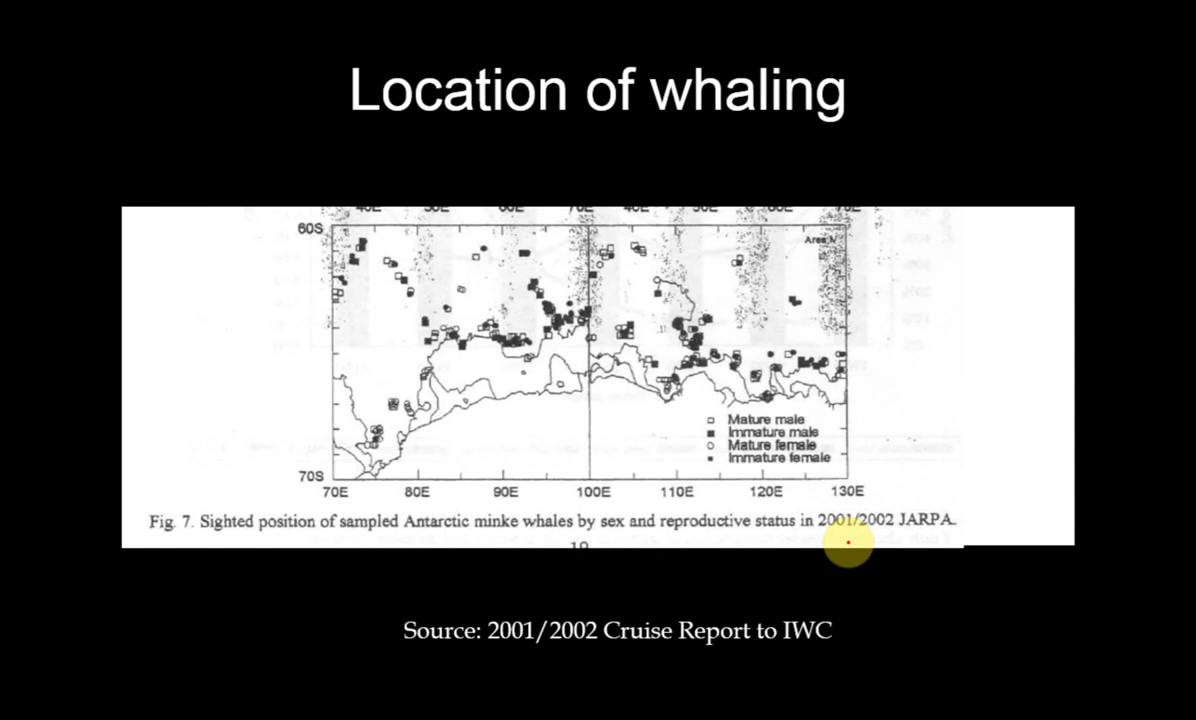 Location of whaling
60S
Area IV
Mature male
Immature male
Mature female
Immature female
70S
70E 80E 90E 100E 110E 120E 130E
Fig. 7. Sighted position of sampled Antarctic minke whales by sex and reproductive status in 2001/2002 JARPA.
Source: 2001/2002 Cruise Report to IWC